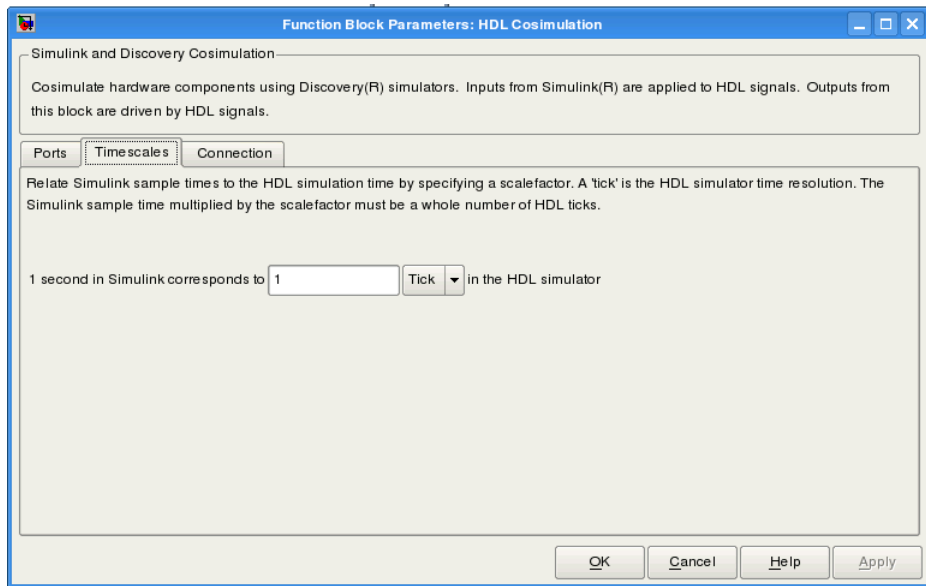 Function Block Parameters: HDL Cosimulation
Simulink and Discovery Cosimulation
Cosimulate hardware components using Discovery(R) simulators. Inputs from Simulink(R) are applied to HDL signals. Outputs from
this block are driven by HDL signals.
Ports Timescales Connection
Relate Simulink sample times to the HDL simulation time by specifying a scalefactor. A 'tick' is the HDL simulator time resolution. The
Simulink sample time multiplied by the scalefactor must be a whole number of HDL ticks.
1 second in Simulink corresponds to 1 Tick in the HDL simulator
OK Cancel Help Apply